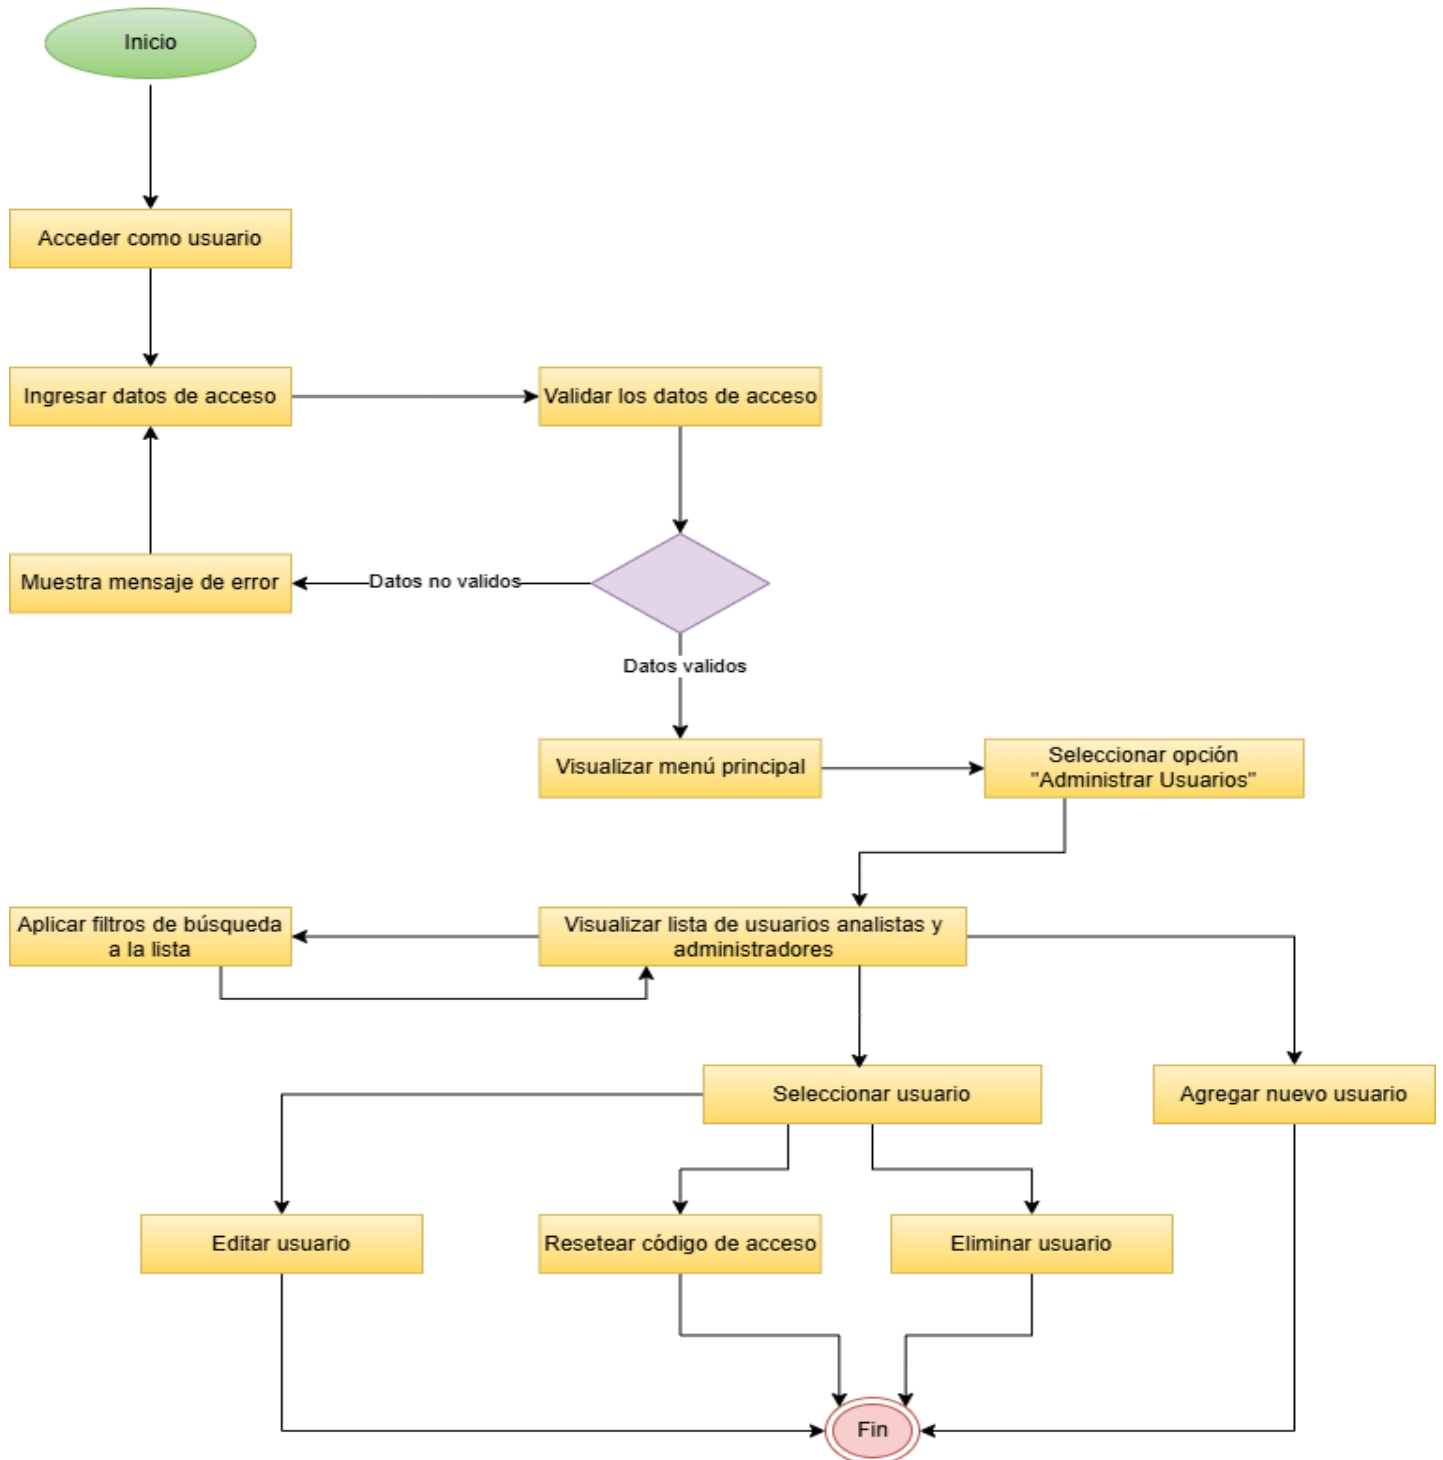 Inicio
Acceder como usuario
Ingresar datos de acceso
Validar los datos de acceso
Muestra mensaje de error
Datos no validos
Datos validos
Visualizar menú principal
Seleccionar opción
"Administrar Usuarios"
Aplicar filtros de búsqueda
a la lista
Visualizar lista de usuarios analistas y
administradores
Seleccionar usuario
Agregar nuevo usuario
Editar usuario
Resetear código de acceso
Eliminar usuario
Fin